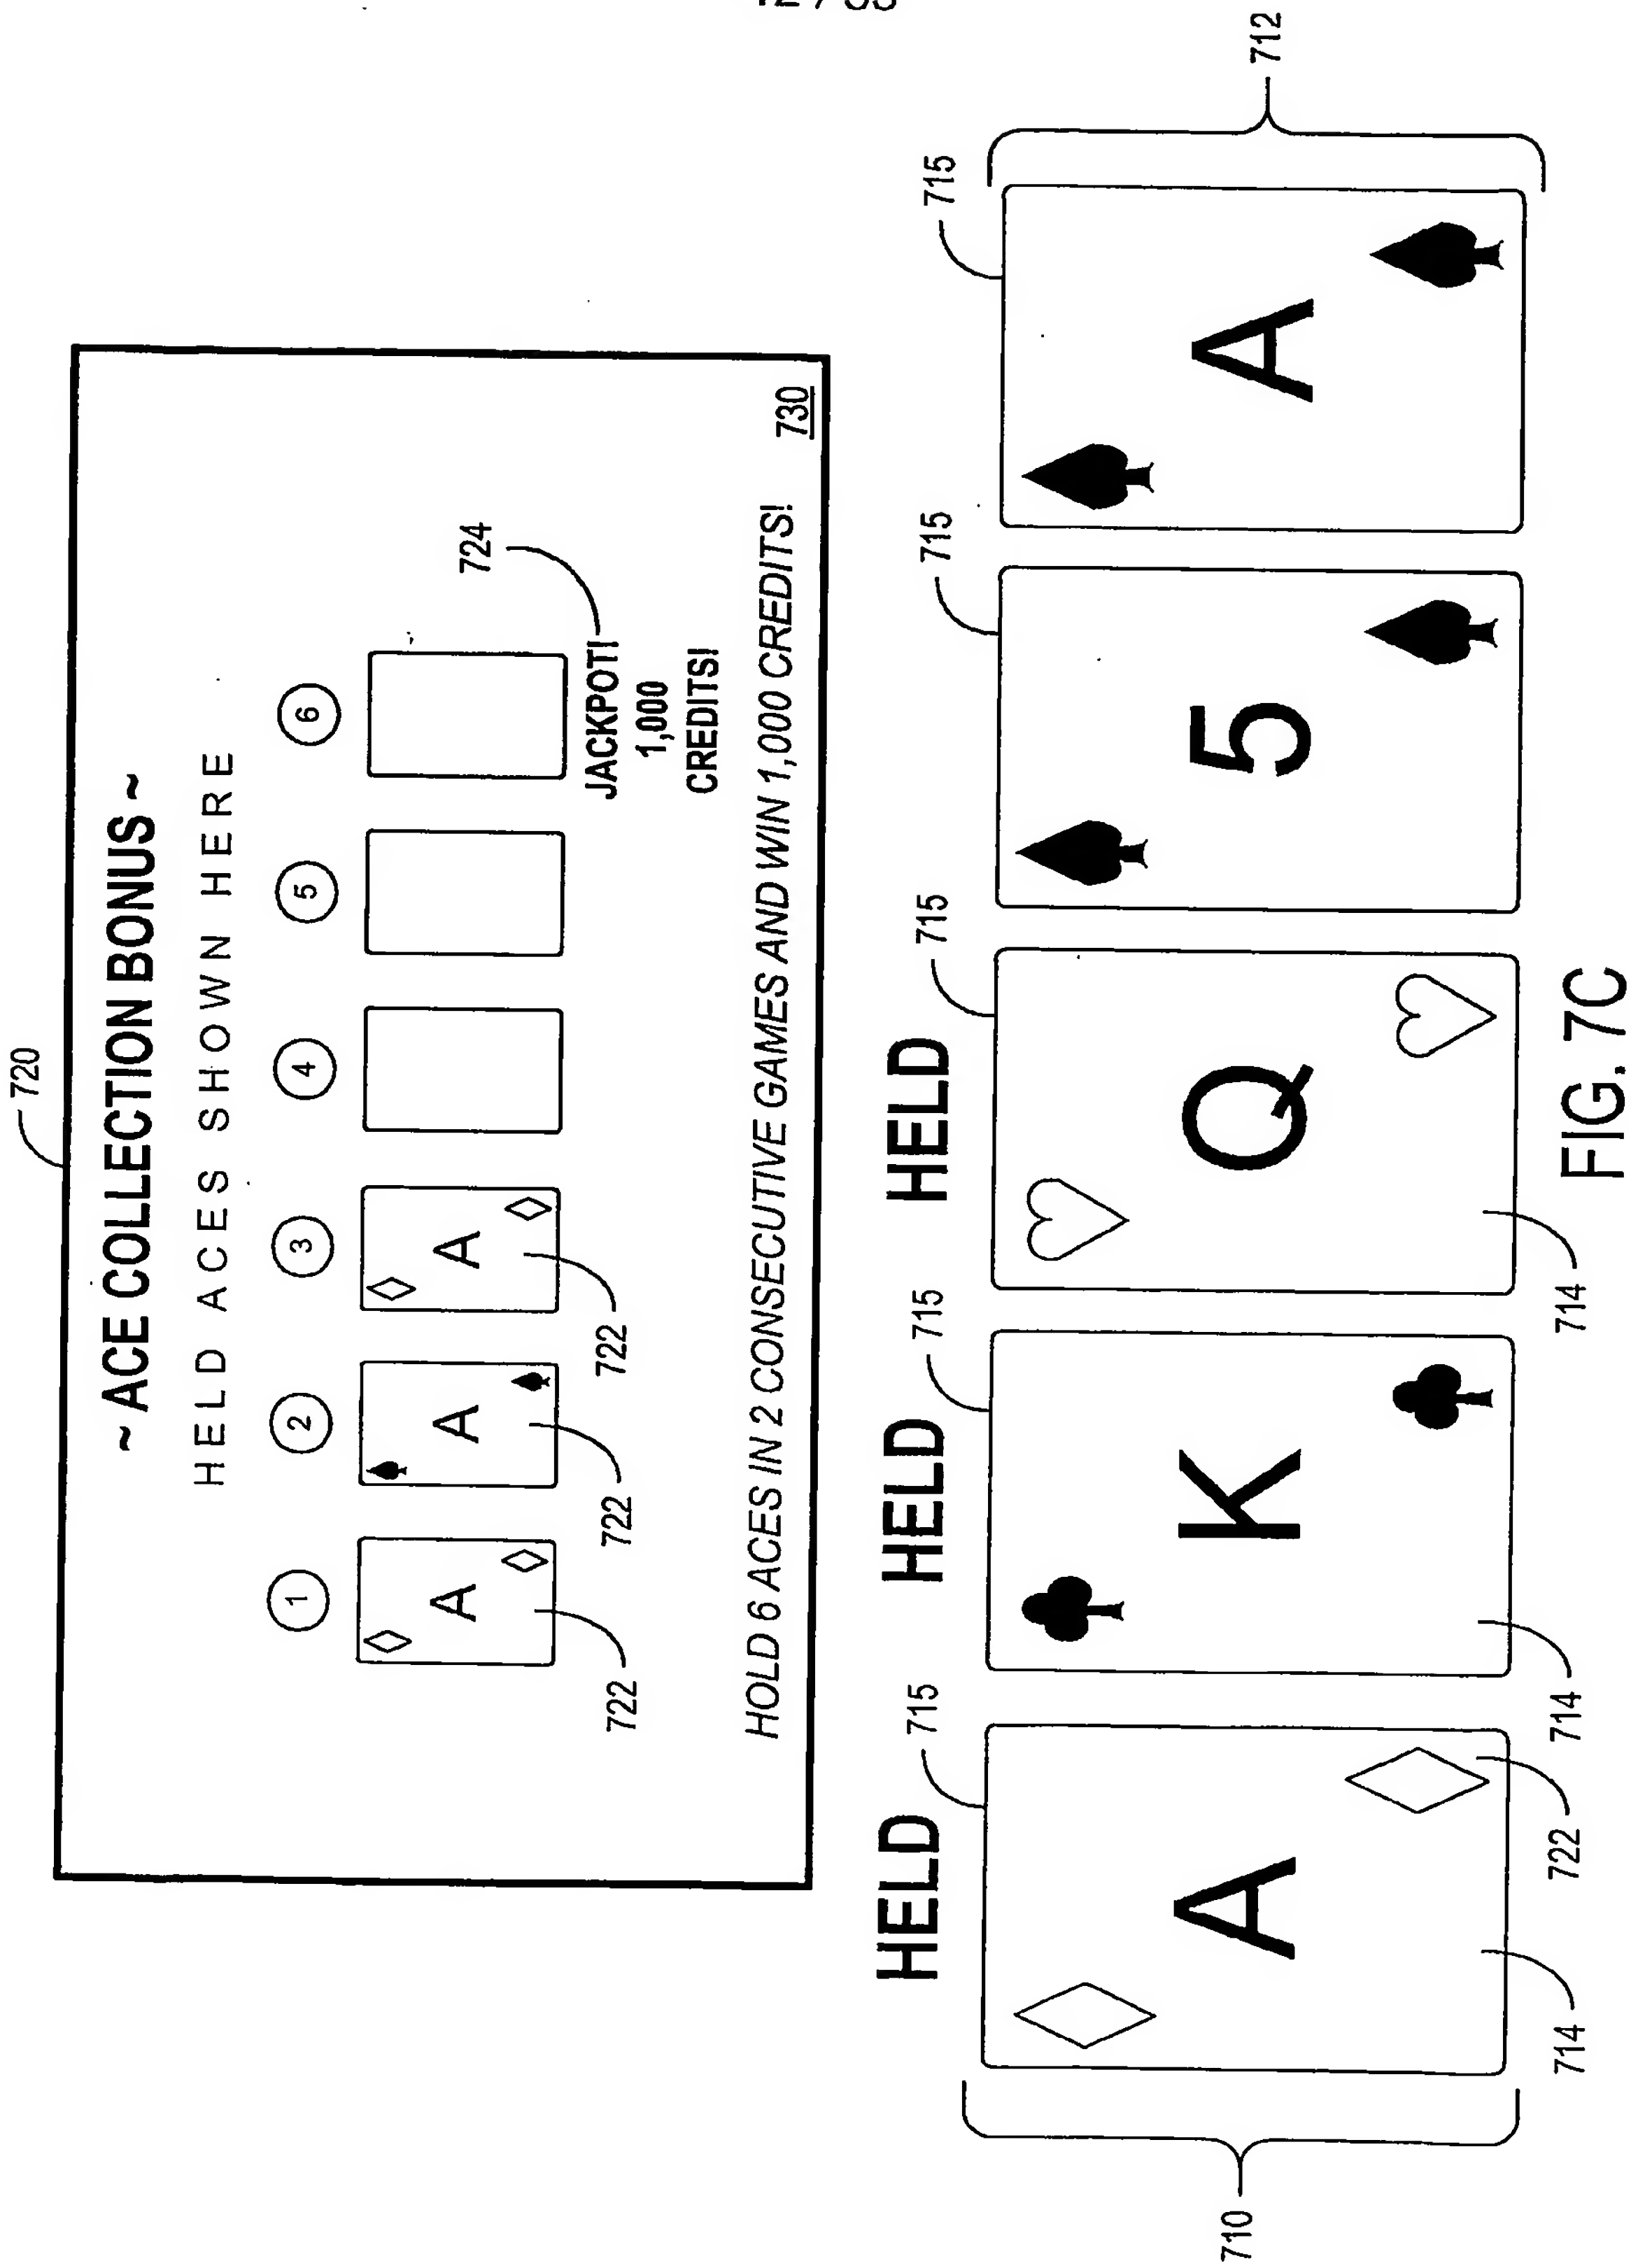 720
~ ACE COLLECTION BONUS ~
HELD ACES SHOWN HERE
1 2 3 4 5 6
A A A
722 722 722
724
JACKPOT!
1,000
CREDITS!
HOLD 6 ACES IN 2 CONSECUTIVE GAMES AND WIN 1,000 CREDITS!
730
HELD HELD HELD
715 715 715 715 715
710 712
A K Q 5 A
714 722 714 714
FIG. 7C